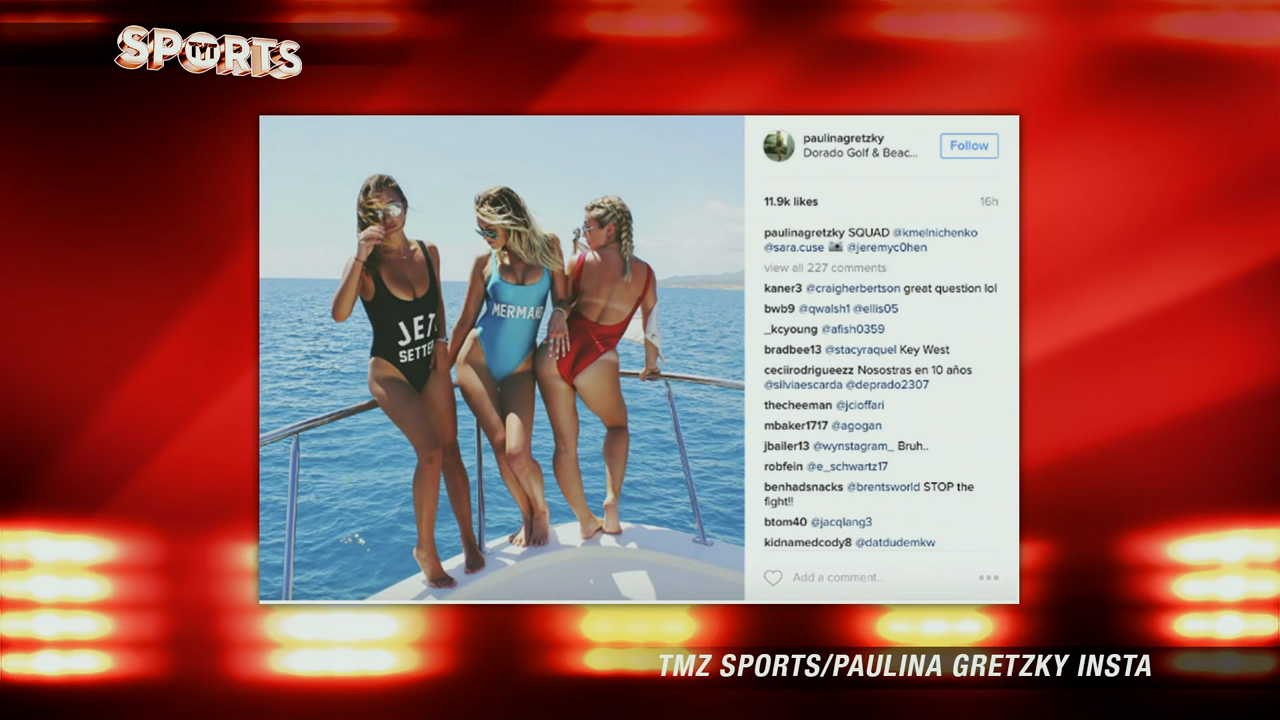 SPORTS
TYT
JET
SETTER
MERMAID
paulinagretzky
Dorado Golf & Beac...
Follow
11.9k likes
16h
paulinagretzky SQUAD @kmelnichenko
@sara.cuse 📷 @jeremyc0hen
view all 227 comments
kaner3 @craigherbertson great question lol
bwb9 @qwalsh1 @ellis05
_kcyoung @afish0359
bradbee13 @stacyraquel Key West
ceciirodrigueezz Nosostras en 10 años
@silviaescarda @deprado2307
thecheeman @jcioffari
mbaker1717 @agogan
jbailer13 @wynstagram_ Bruh..
robfein @e_schwartz17
benhadsnacks @brentsworld STOP the
fight!!
btom40 @jacqlang3
kidnamedcody8 @datdudemkw
Add a comment...
TMZ SPORTS/PAULINA GRETZKY INSTA